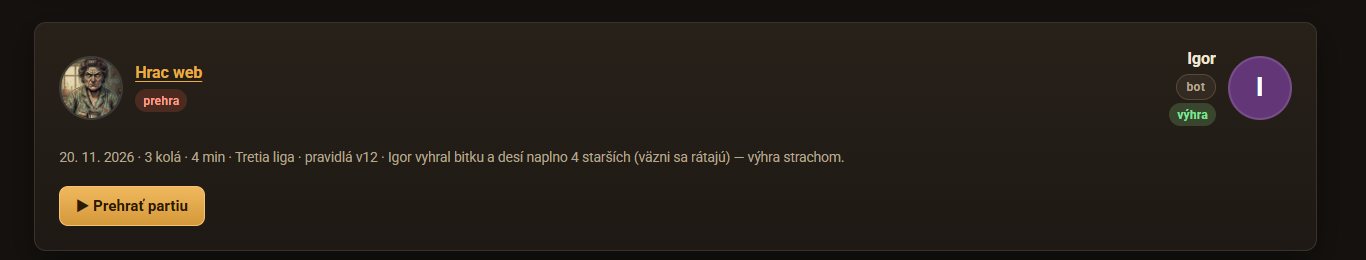 Hrac web
prehra
Igor
bot
výhra
I
20. 11. 2026 · 3 kolá · 4 min · Tretia liga · pravidlá v12 · Igor vyhral bitku a desí naplno 4 starších (väzni sa rátajú) — výhra strachom.
▶ Prehrať partiu